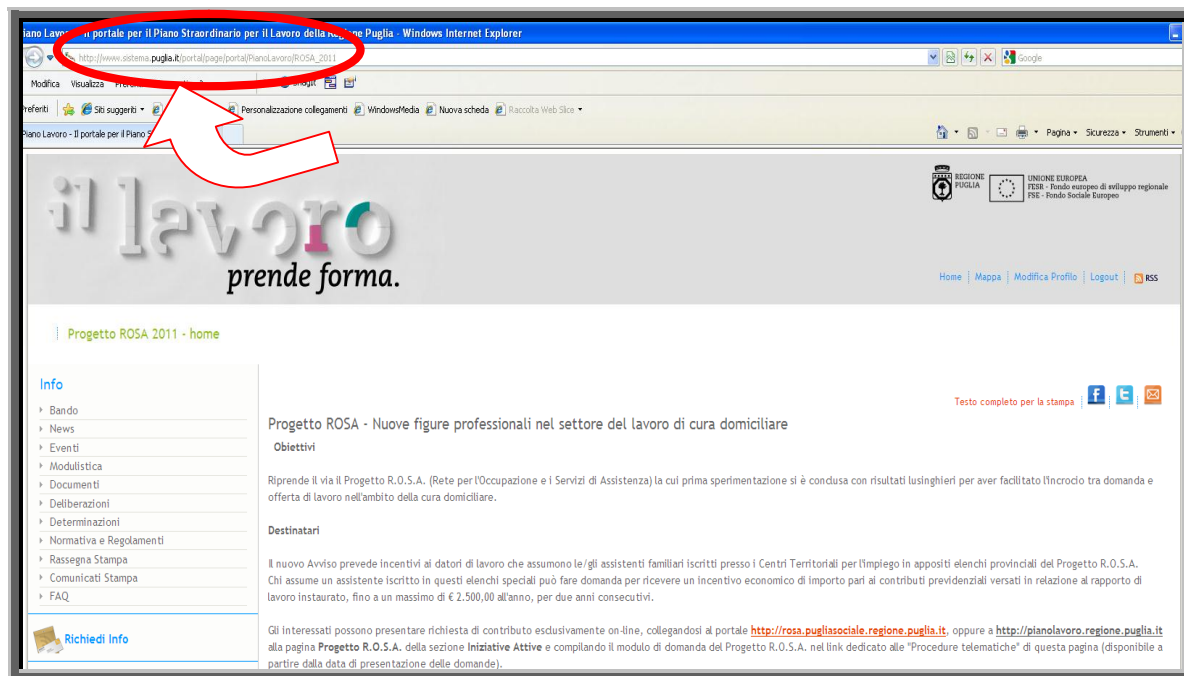 iano Lavoro - Il portale per il Piano Straordinario per il Lavoro della Regione Puglia - Windows Internet Explorer
http://www.sistema.puglia.it/portal/page/portal/PianoLavoro/ROSA_2011
Google
Modifica Visualizza
Preferiti Siti suggeriti Personalizzazione collegamenti WindowsMedia Nuova scheda Raccolta Web Slice
Piano Lavoro - Il portale per il Piano
Pagina Sicurezza Strumenti
il lavoro
prende forma.
REGIONE
PUGLIA
UNIONE EUROPEA
FESR - Fondo europeo di sviluppo regionale
FSE - Fondo Sociale Europeo
Home | Mappa | Modifica Profilo | Logout | RSS
Progetto ROSA 2011 - home
Info
Bando
News
Eventi
Modulistica
Documenti
Deliberazioni
Determinazioni
Normativa e Regolamenti
Rassegna Stampa
Comunicati Stampa
FAQ
Richiedi Info
Testo completo per la stampa
Progetto ROSA - Nuove figure professionali nel settore del lavoro di cura domiciliare
Obiettivi
Riprende il via il Progetto R.O.S.A. (Rete per l'Occupazione e i Servizi di Assistenza) la cui prima sperimentazione si è conclusa con risultati lusinghieri per aver facilitato l'incrocio tra domanda e
offerta di lavoro nell'ambito della cura domiciliare.
Destinatari
Il nuovo Avviso prevede incentivi ai datori di lavoro che assumono le/gli assistenti familiari iscritti presso i Centri Territoriali per l'impiego in appositi elenchi provinciali del Progetto R.O.S.A.
Chi assume un assistente iscritto in questi elenchi speciali può fare domanda per ricevere un incentivo economico di importo pari ai contributi previdenziali versati in relazione al rapporto di
lavoro instaurato, fino a un massimo di € 2.500,00 all'anno, per due anni consecutivi.
Gli interessati possono presentare richiesta di contributo esclusivamente on-line, collegandosi al portale http://rosa.pugliasociale.regione.puglia.it, oppure a http://pianolavoro.regione.puglia.it
alla pagina Progetto R.O.S.A. della sezione Iniziative Attive e compilando il modulo di domanda del Progetto R.O.S.A. nel link dedicato alle "Procedure telematiche" di questa pagina (disponibile a
partire dalla data di presentazione delle domande).